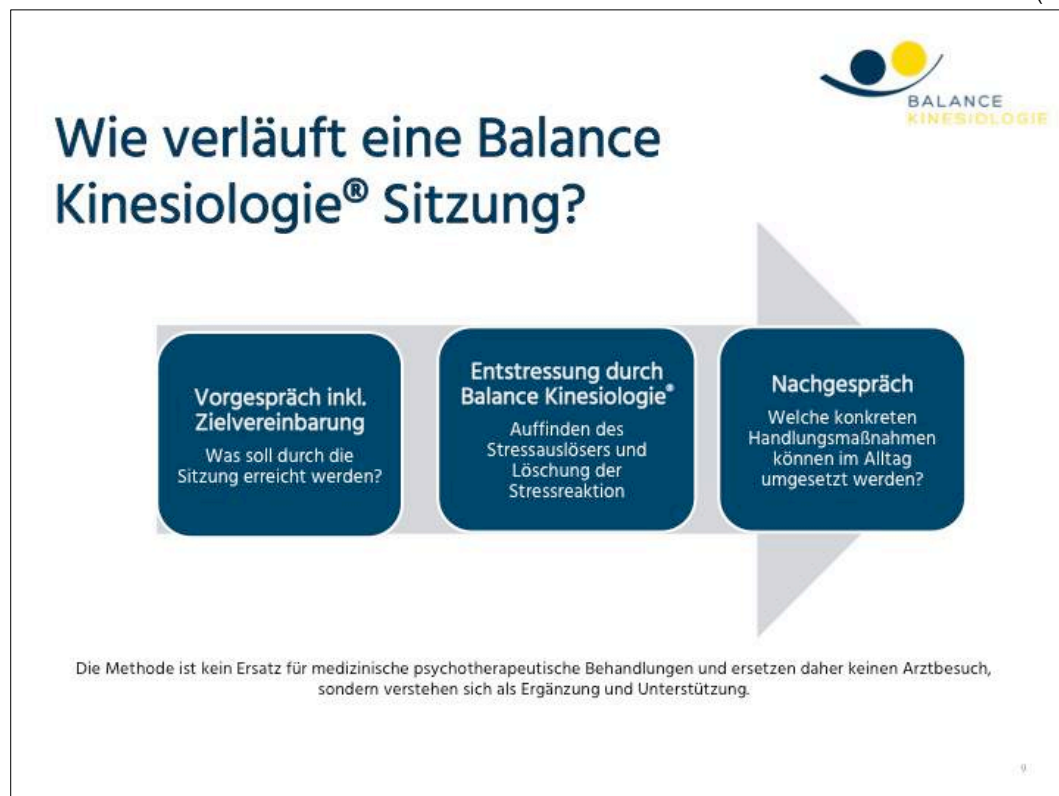 BALANCE
KINESIOLOGIE
Wie verläuft eine Balance
Kinesiologie® Sitzung?
Vorgespräch inkl.
Zielvereinbarung
Was soll durch die
Sitzung erreicht werden?
Entstressung durch
Balance Kinesiologie®
Auffinden des
Stressauslösers und
Löschung der
Stressreaktion
Nachgespräch
Welche konkreten
Handlungsmaßnahmen
können im Alltag
umgesetzt werden?
Die Methode ist kein Ersatz für medizinische psychotherapeutische Behandlungen und ersetzen daher keinen Arztbesuch,
sondern verstehen sich als Ergänzung und Unterstützung.
9